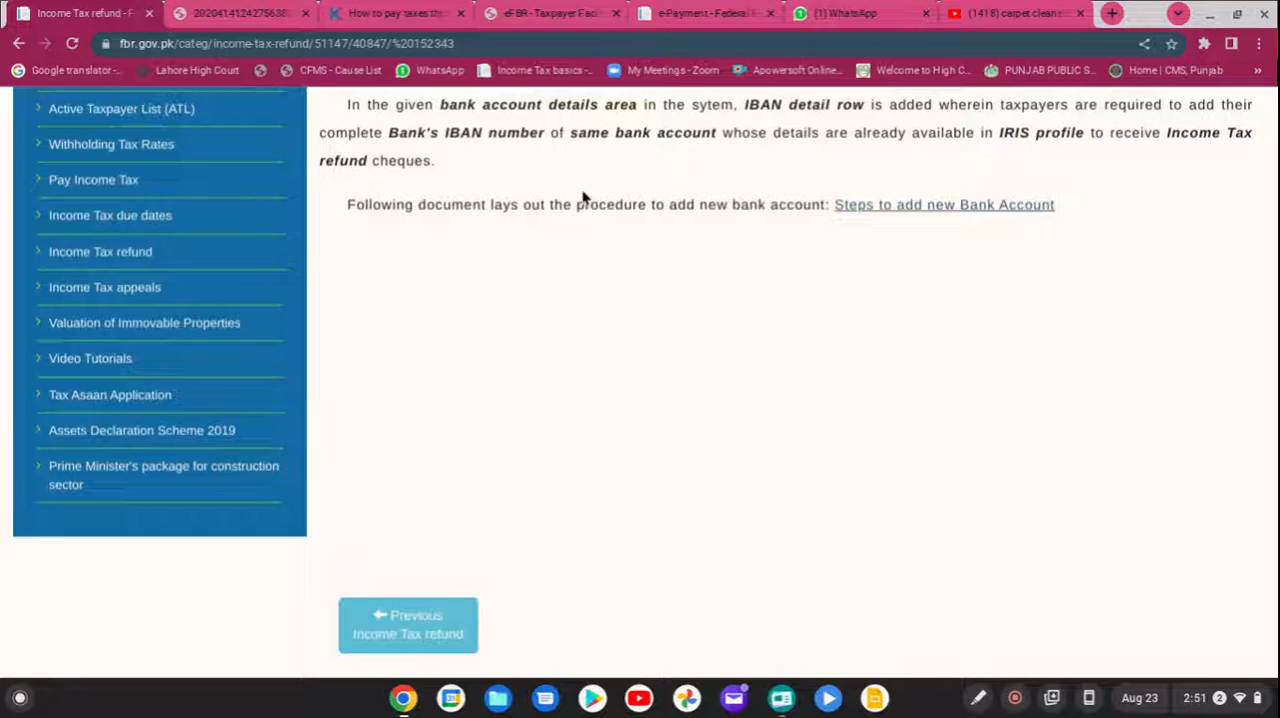 Income Tax refund - F
20204141242756383
How to pay taxes th
eFBR - Taxpayer Fac
e-Payment - Federal
(1) WhatsApp
(1418) carpet clean
fbr.gov.pk/categ/income-tax-refund/51147/40847/%20152343
Google translator -...
Lahore High Court
CFMS - Cause List
WhatsApp
Income Tax basics -...
My Meetings - Zoom
Apowersoft Online...
Welcome to High C...
PUNJAB PUBLIC S...
Home | CMS, Punjab
»
Active Taxpayer List (ATL)
Withholding Tax Rates
Pay Income Tax
Income Tax due dates
Income Tax refund
Income Tax appeals
Valuation of Immovable Properties
Video Tutorials
Tax Asaan Application
Assets Declaration Scheme 2019
Prime Minister's package for construction
sector
In the given bank account details area in the sytem, IBAN detail row is added wherein taxpayers are required to add their
complete Bank's IBAN number of same bank account whose details are already available in IRIS profile to receive Income Tax
refund cheques.
Following document lays out the procedure to add new bank account: Steps to add new Bank Account
Previous
Income Tax refund
Aug 23
2:51
2